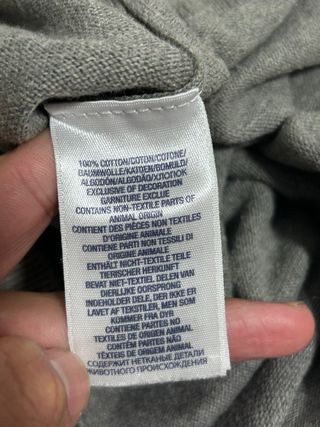 100% COTTON/COTON/COTONE/
BAUMWOLLE/KATOEN/BOMULD/
ALGODÓN/ALGODÃO/ХЛОПОК
EXCLUSIVE OF DECORATION
GARNITURE EXCLUE
CONTAINS NON-TEXTILE PARTS OF
ANIMAL ORIGIN
CONTIENT DES PIÈCES NON TEXTILES
D'ORIGINE ANIMALE
CONTIENE PARTI NON TESSILI DI
ORIGINE ANIMALE
ENTHÄLT NICHT-TEXTILE TEILE
TIERISCHER HERKUNFT
BEVAT NIET-TEXTIEL DELEN VAN
DIERLIJKE OORSPRONG
INDEHOLDER DELE, DER IKKE ER
LAVET AF TEKSTILER, MEN SOM
KOMMER FRA DYR
CONTIENE PARTES NO
TEXTILES DE ORIGEN ANIMAL
CONTÉM PARTES NÃO
TÊXTEIS DE ORIGEM ANIMAL
СОДЕРЖИТ НЕТКАНЫЕ ДЕТАЛИ
ЖИВОТНОГО ПРОИСХОЖДЕНИЯ